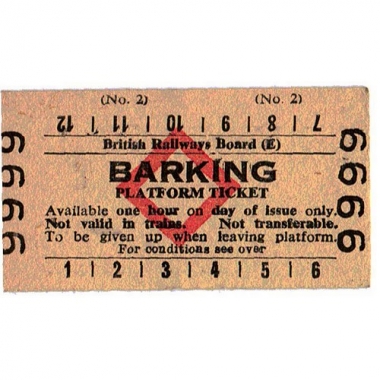 (No. 2) (No. 2)
12 | 11 | 10 | 9 | 8 | 7
British Railways Board (E)
BARKING
PLATFORM TICKET
Available one hour on day of issue only.
Not valid in trains. Not transferable.
To be given up when leaving platform.
For conditions see over
1 | 2 | 3 | 4 | 5 | 6